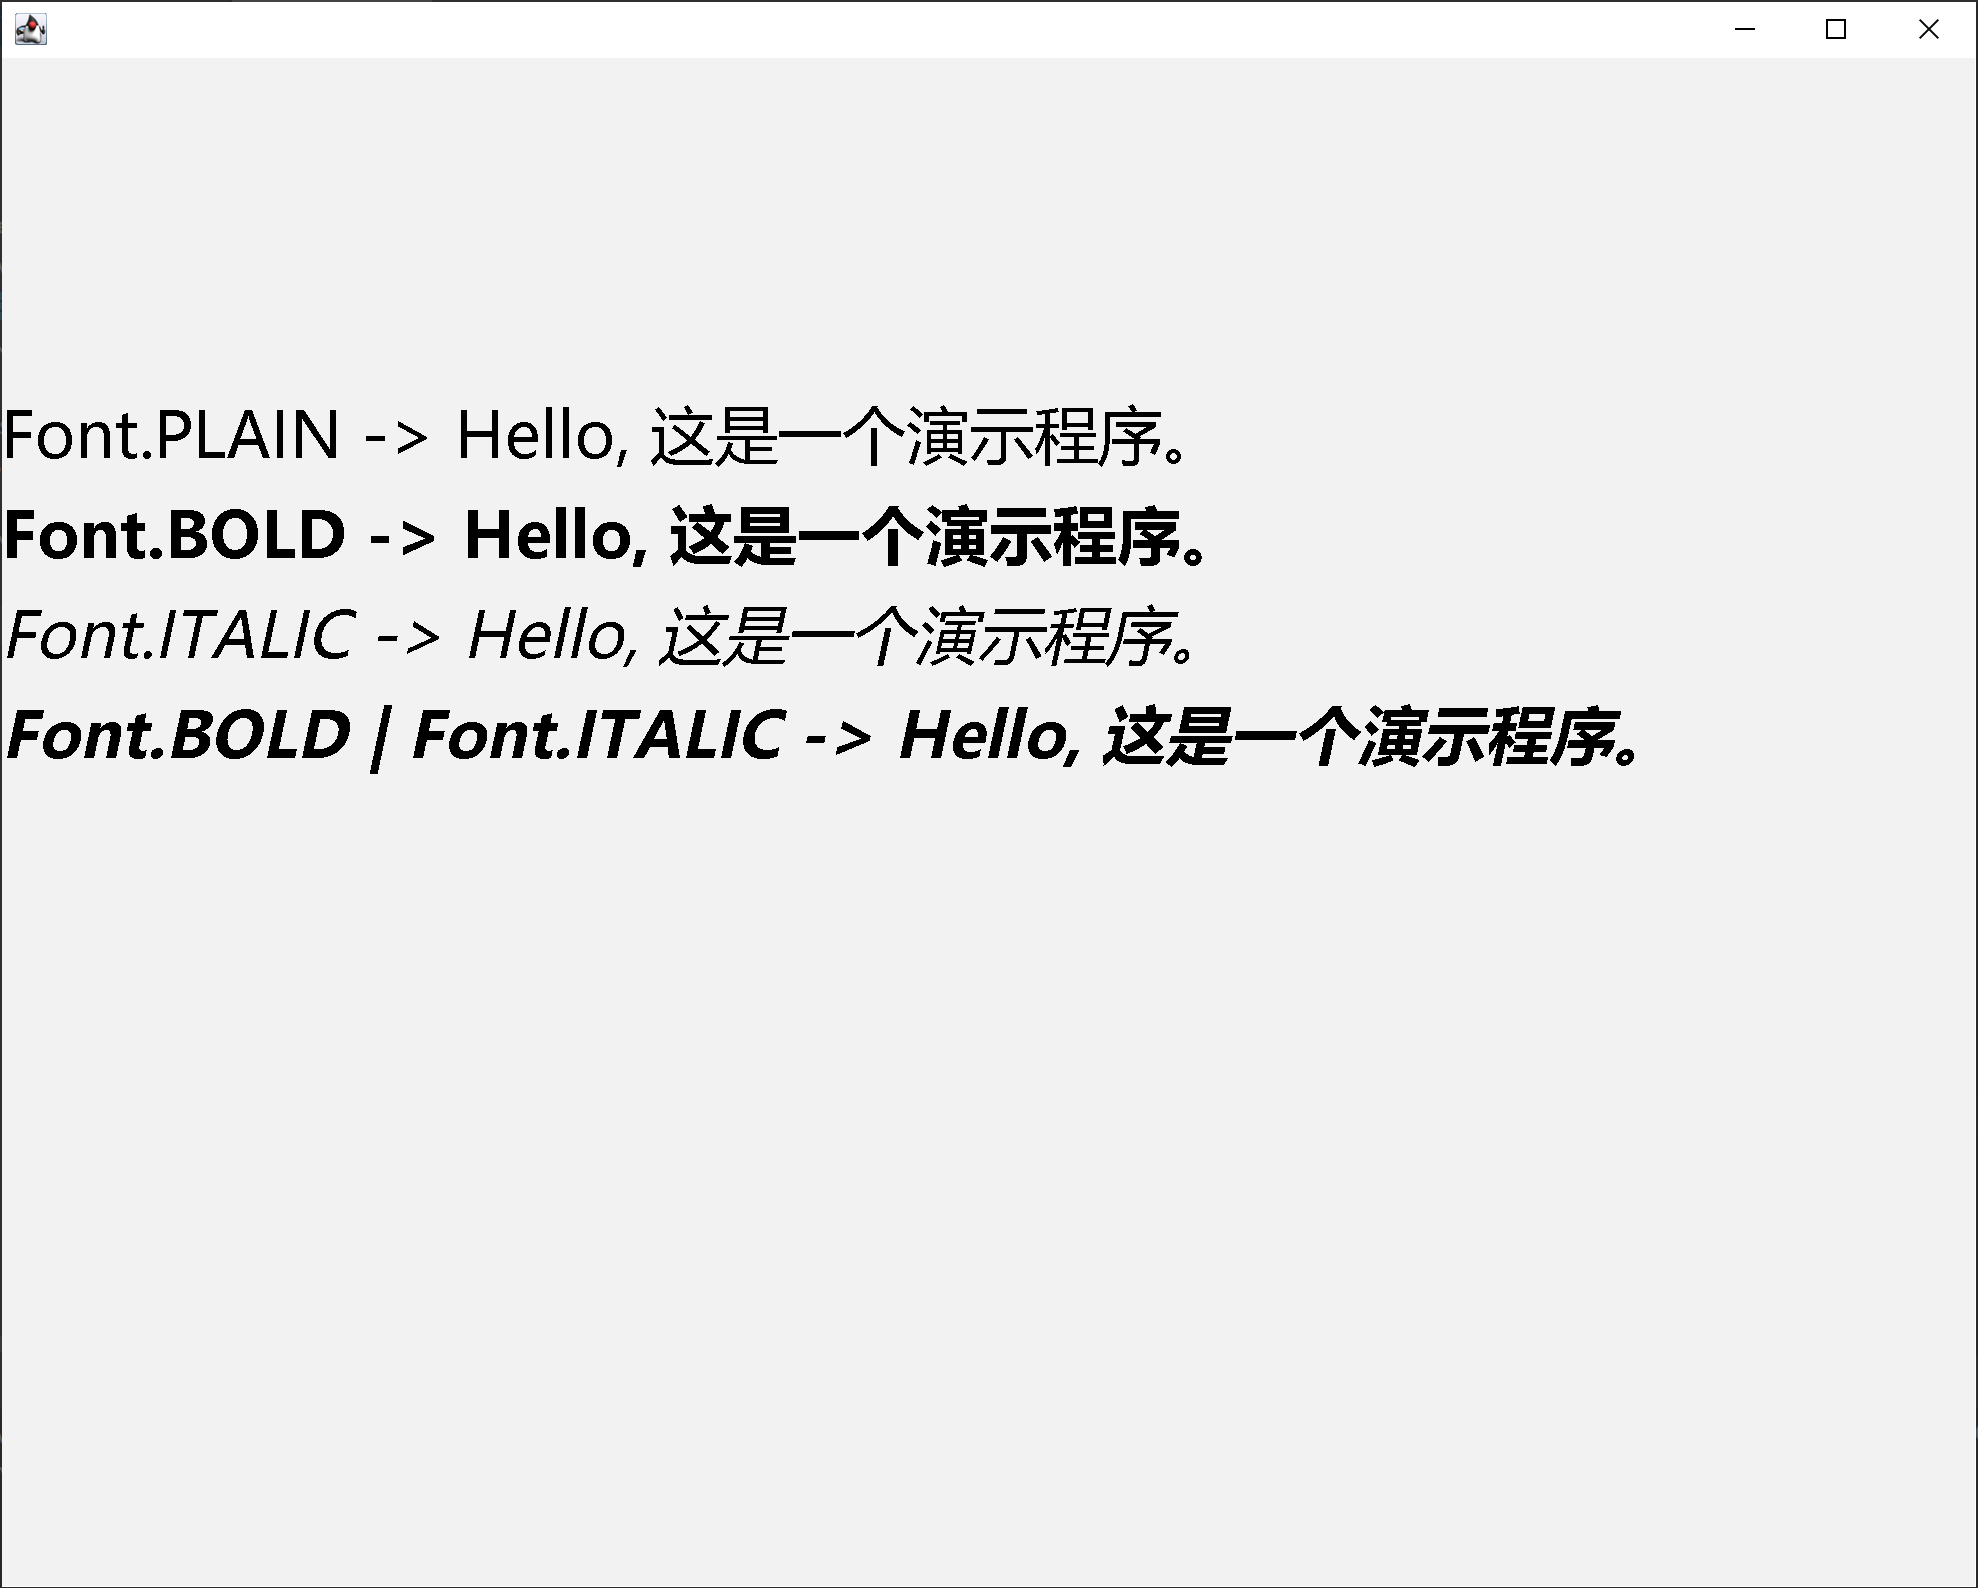 Font.PLAIN -> Hello, 这是一个演示程序。
Font.BOLD -> Hello, 这是一个演示程序。
Font.ITALIC -> Hello, 这是一个演示程序。
Font.BOLD | Font.ITALIC -> Hello, 这是一个演示程序。